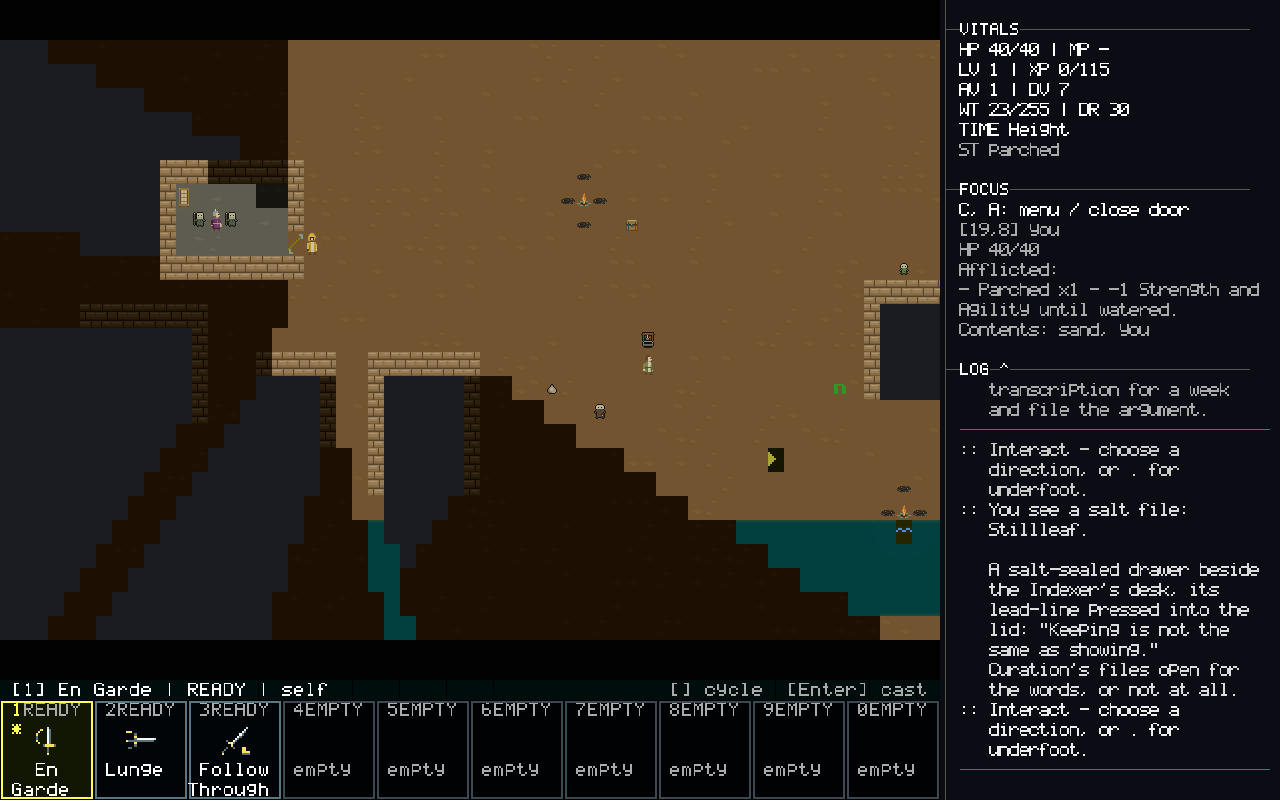 VITALS
HP 40/40 | MP -
LV 1 | XP 0/115
AV 1 | DV 7
WT 23/255 | DR 30
TIME Height
ST Parched
FOCUS
C, A: menu / close door
[19,8] You
HP 40/40
Afflicted:
- Parched x1 - -1 Strength and
Agility until watered.
Contents: sand, You
LOG ^
transcription for a week
and file the argument.
:: Interact - choose a
direction, or . for
underfoot.
:: You see a salt file:
Stillleaf.
A salt-sealed drawer beside
the Indexer's desk, its
lead-line pressed into the
lid: "Keeping is not the
same as showing."
Curation's files open for
the words, or not at all.
:: Interact - choose a
direction, or . for
underfoot.
[1] En Garde | READY | self
[] cycle [Enter] cast
1READY 2READY 3READY 4EMPTY 5EMPTY 6EMPTY 7EMPTY 8EMPTY 9EMPTY 0EMPTY
*
En Garde
Lunge
Follow Through
empty empty empty empty empty empty empty